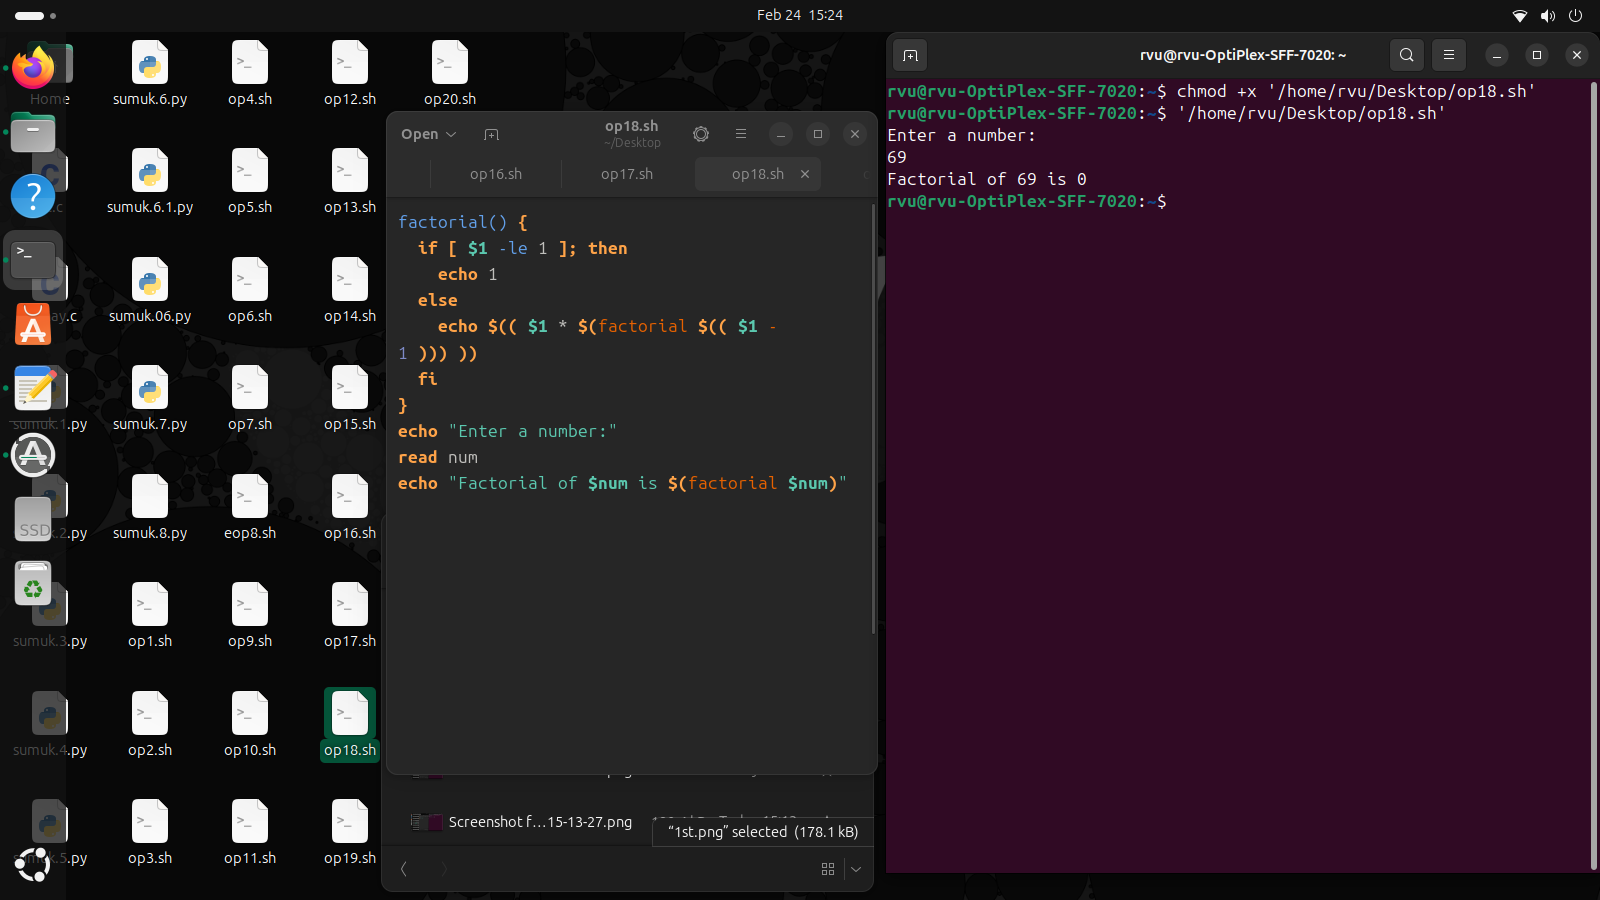 Feb 24 15:24
Home
sumuk.6.py
op4.sh
op12.sh
op20.sh
.c
sumuk.6.1.py
op5.sh
op13.sh
ay.c
sumuk.06.py
op6.sh
op14.sh
sumuk.1.py
sumuk.7.py
op7.sh
op15.sh
SSD
.2.py
sumuk.8.py
eop8.sh
op16.sh
sumuk.3.py
op1.sh
op9.sh
op17.sh
sumuk.4.py
op2.sh
op10.sh
op18.sh
.5.py
op3.sh
op11.sh
op19.sh
Open
op18.sh
~/Desktop
op16.sh
op17.sh
op18.sh
factorial() {
if [ $1 -le 1 ]; then
echo 1
else
echo $(( $1 * $(factorial $(( $1 -
1 ))) ))
fi
}
echo "Enter a number:"
read num
echo "Factorial of $num is $(factorial $num)"
Screenshot f…15-13-27.png
“1st.png” selected (178.1 kB)
rvu@rvu-OptiPlex-SFF-7020: ~
rvu@rvu-OptiPlex-SFF-7020:~$ chmod +x '/home/rvu/Desktop/op18.sh'
rvu@rvu-OptiPlex-SFF-7020:~$ '/home/rvu/Desktop/op18.sh'
Enter a number:
69
Factorial of 69 is 0
rvu@rvu-OptiPlex-SFF-7020:~$